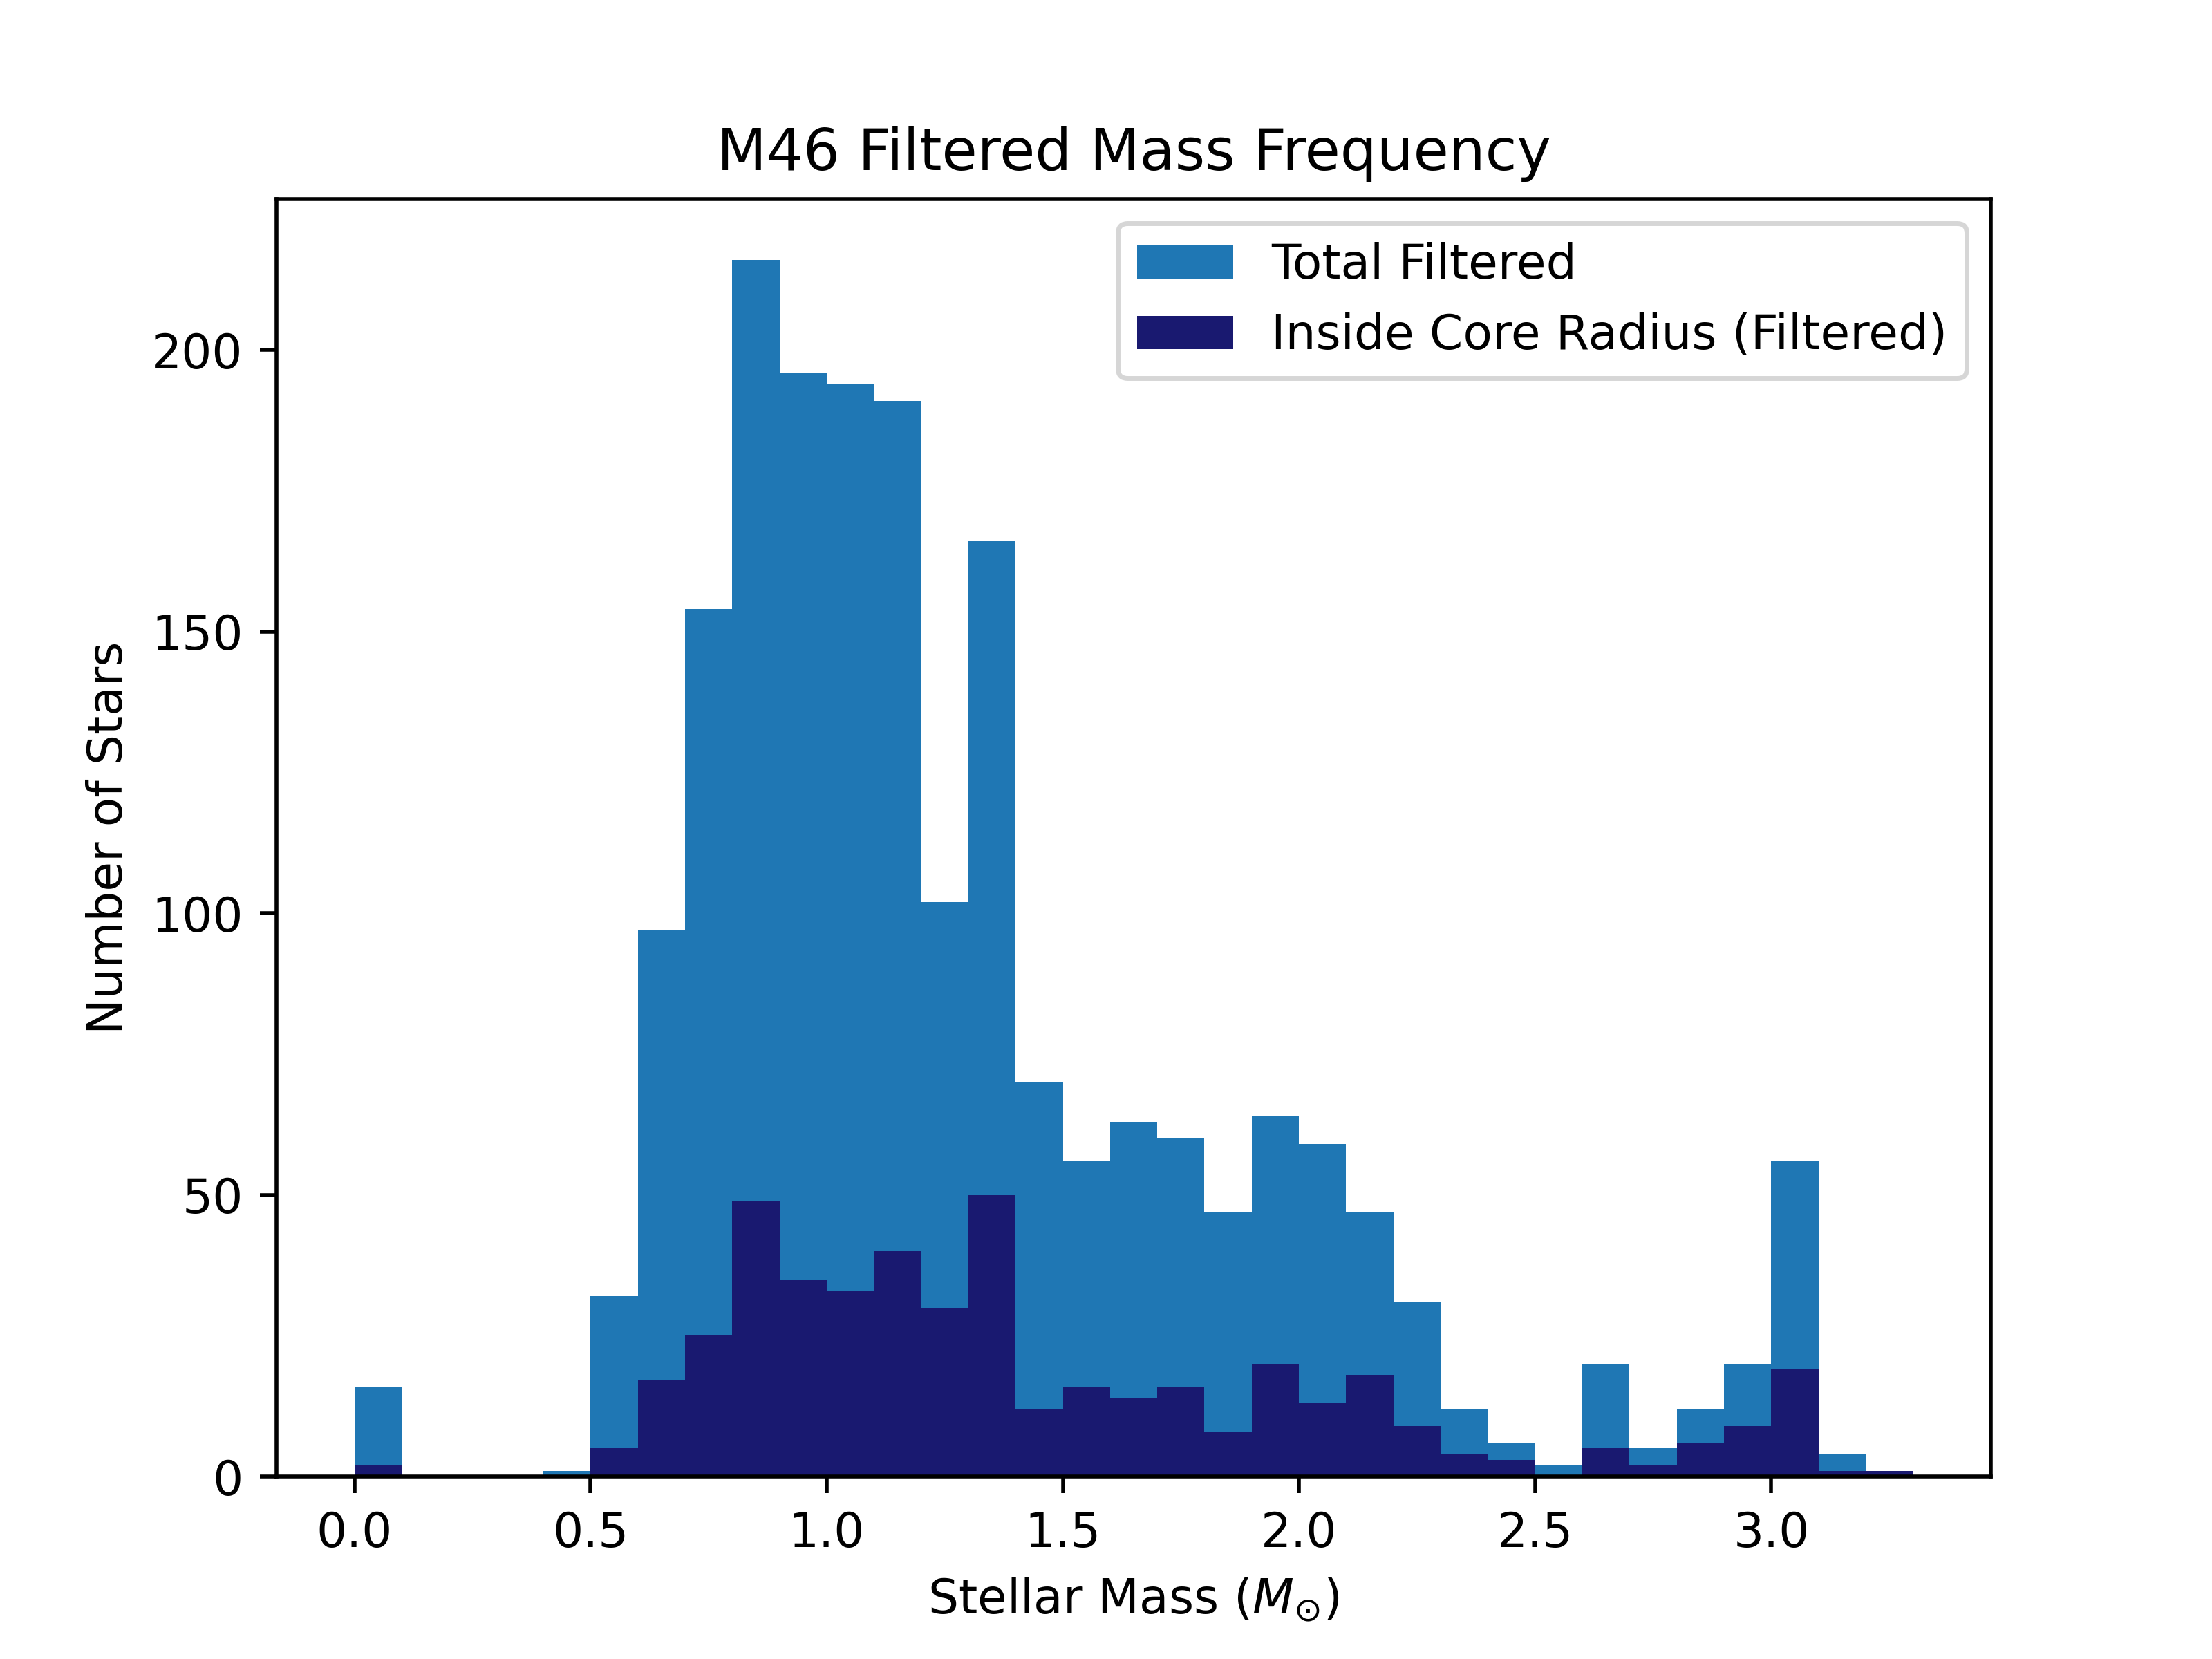 M46 Filtered Mass Frequency
Total Filtered
Inside Core Radius (Filtered)
Number of Stars
200
150
100
50
0
0.0 0.5 1.0 1.5 2.0 2.5 3.0
Stellar Mass (M⊙)